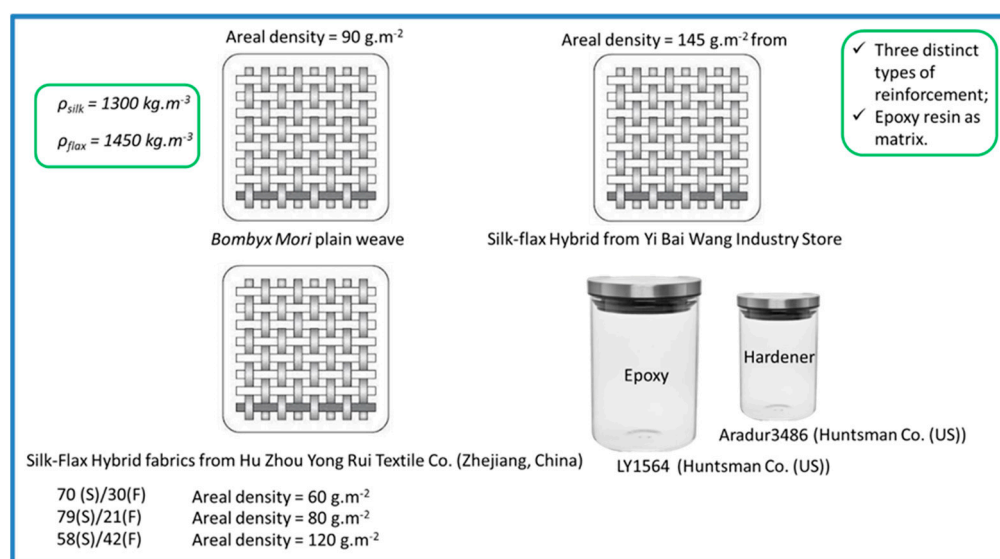 Areal density = 90 g.m⁻²
Areal density = 145 g.m⁻² from
ρsilk = 1300 kg.m⁻³
ρflax = 1450 kg.m⁻³
✓ Three distinct
types of
reinforcement;
✓ Epoxy resin as
matrix.
Bombyx Mori plain weave
Silk-flax Hybrid from Yi Bai Wang Industry Store
Epoxy
Hardener
Aradur3486 (Huntsman Co. (US))
LY1564 (Huntsman Co. (US))
Silk-Flax Hybrid fabrics from Hu Zhou Yong Rui Textile Co. (Zhejiang, China)
70 (S)/30(F) Areal density = 60 g.m⁻²
79(S)/21(F) Areal density = 80 g.m⁻²
58(S)/42(F) Areal density = 120 g.m⁻²